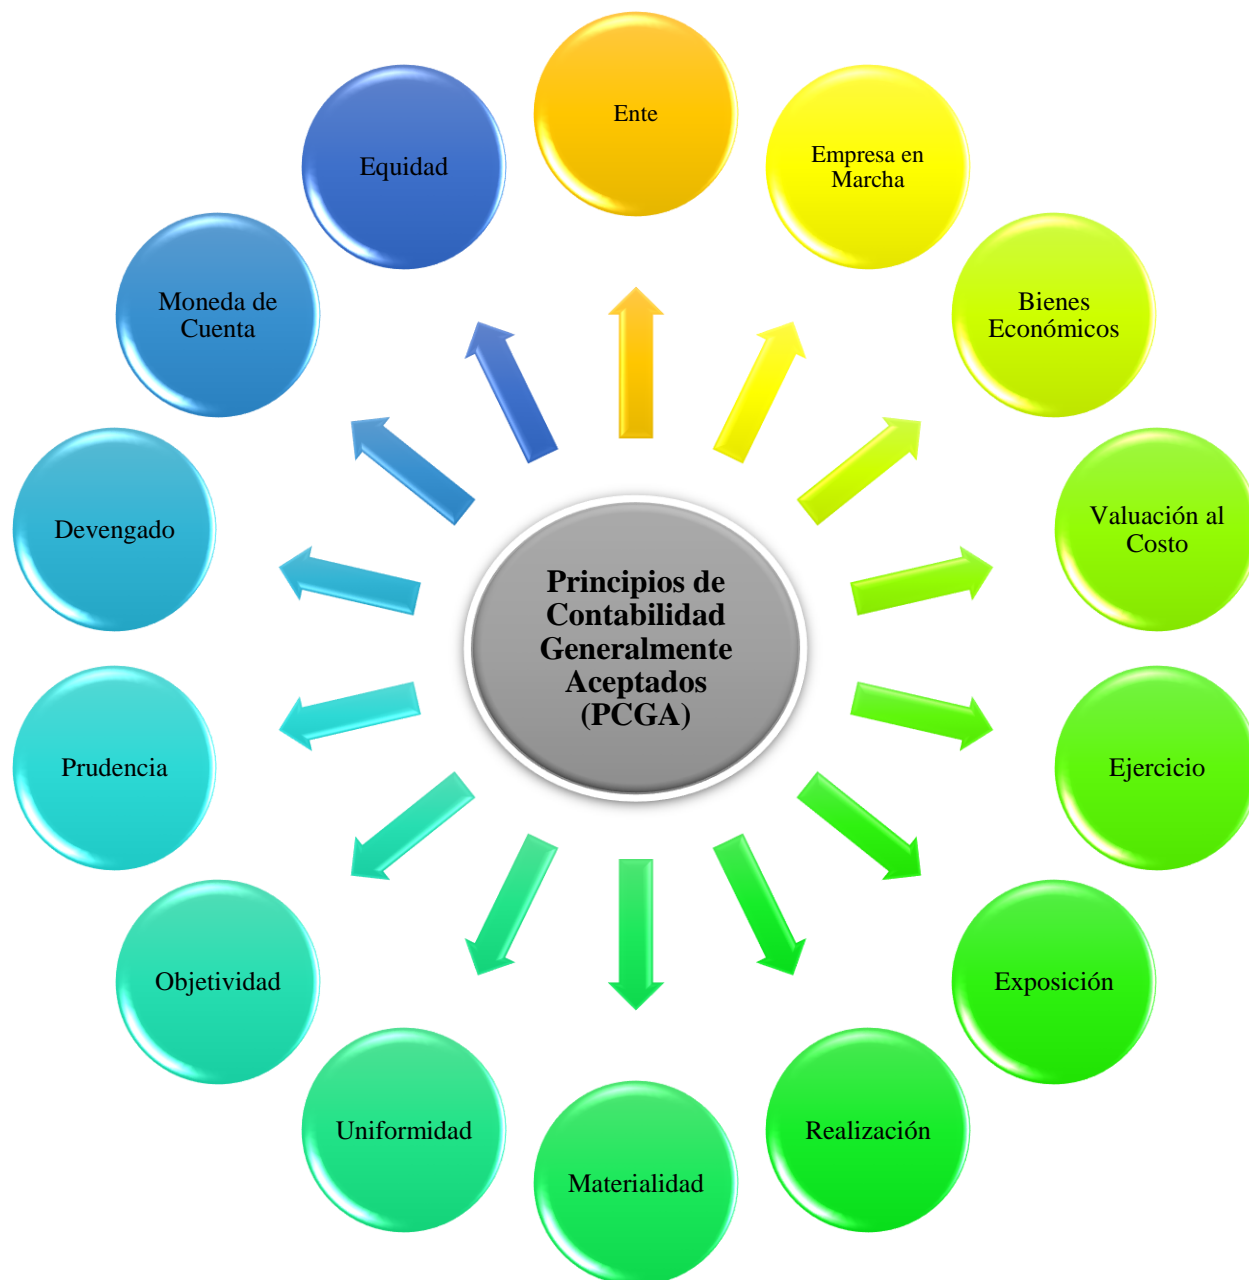 Ente
Empresa en
Marcha
Bienes
Económicos
Valuación al
Costo
Ejercicio
Exposición
Realización
Materialidad
Uniformidad
Objetividad
Prudencia
Devengado
Moneda de
Cuenta
Equidad
Principios de
Contabilidad
Generalmente
Aceptados
(PCGA)